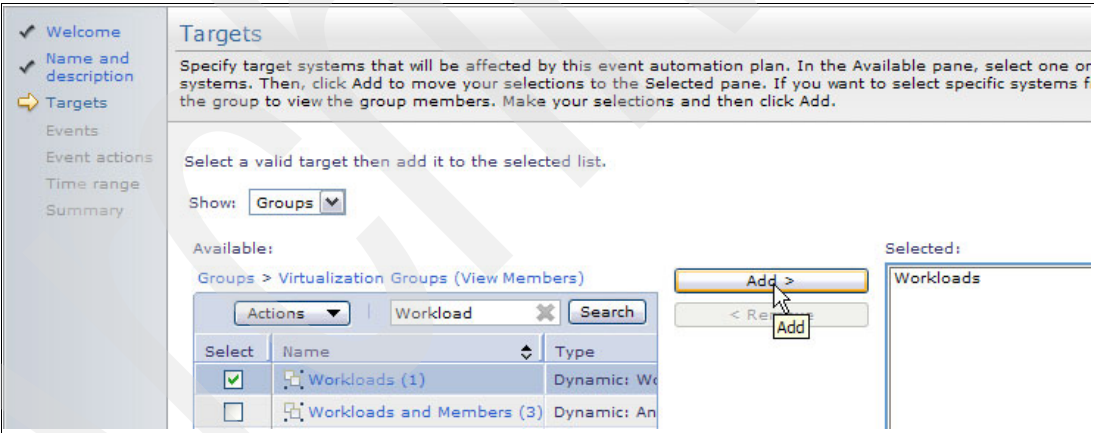 Welcome
Name and
description
Targets
Events
Event actions
Time range
Summary
Targets
Specify target systems that will be affected by this event automation plan. In the Available pane, select one or
systems. Then, click Add to move your selections to the Selected pane. If you want to select specific systems
the group to view the group members. Make your selections and then click Add.
Select a valid target then add it to the selected list.
Show: Groups
Available:
Groups > Virtualization Groups (View Members)
Actions Workload Search
Select Name Type
Workloads (1) Dynamic:
Workloads and Members (3) Dynamic:
Add >
<
Add
Selected:
Workloads